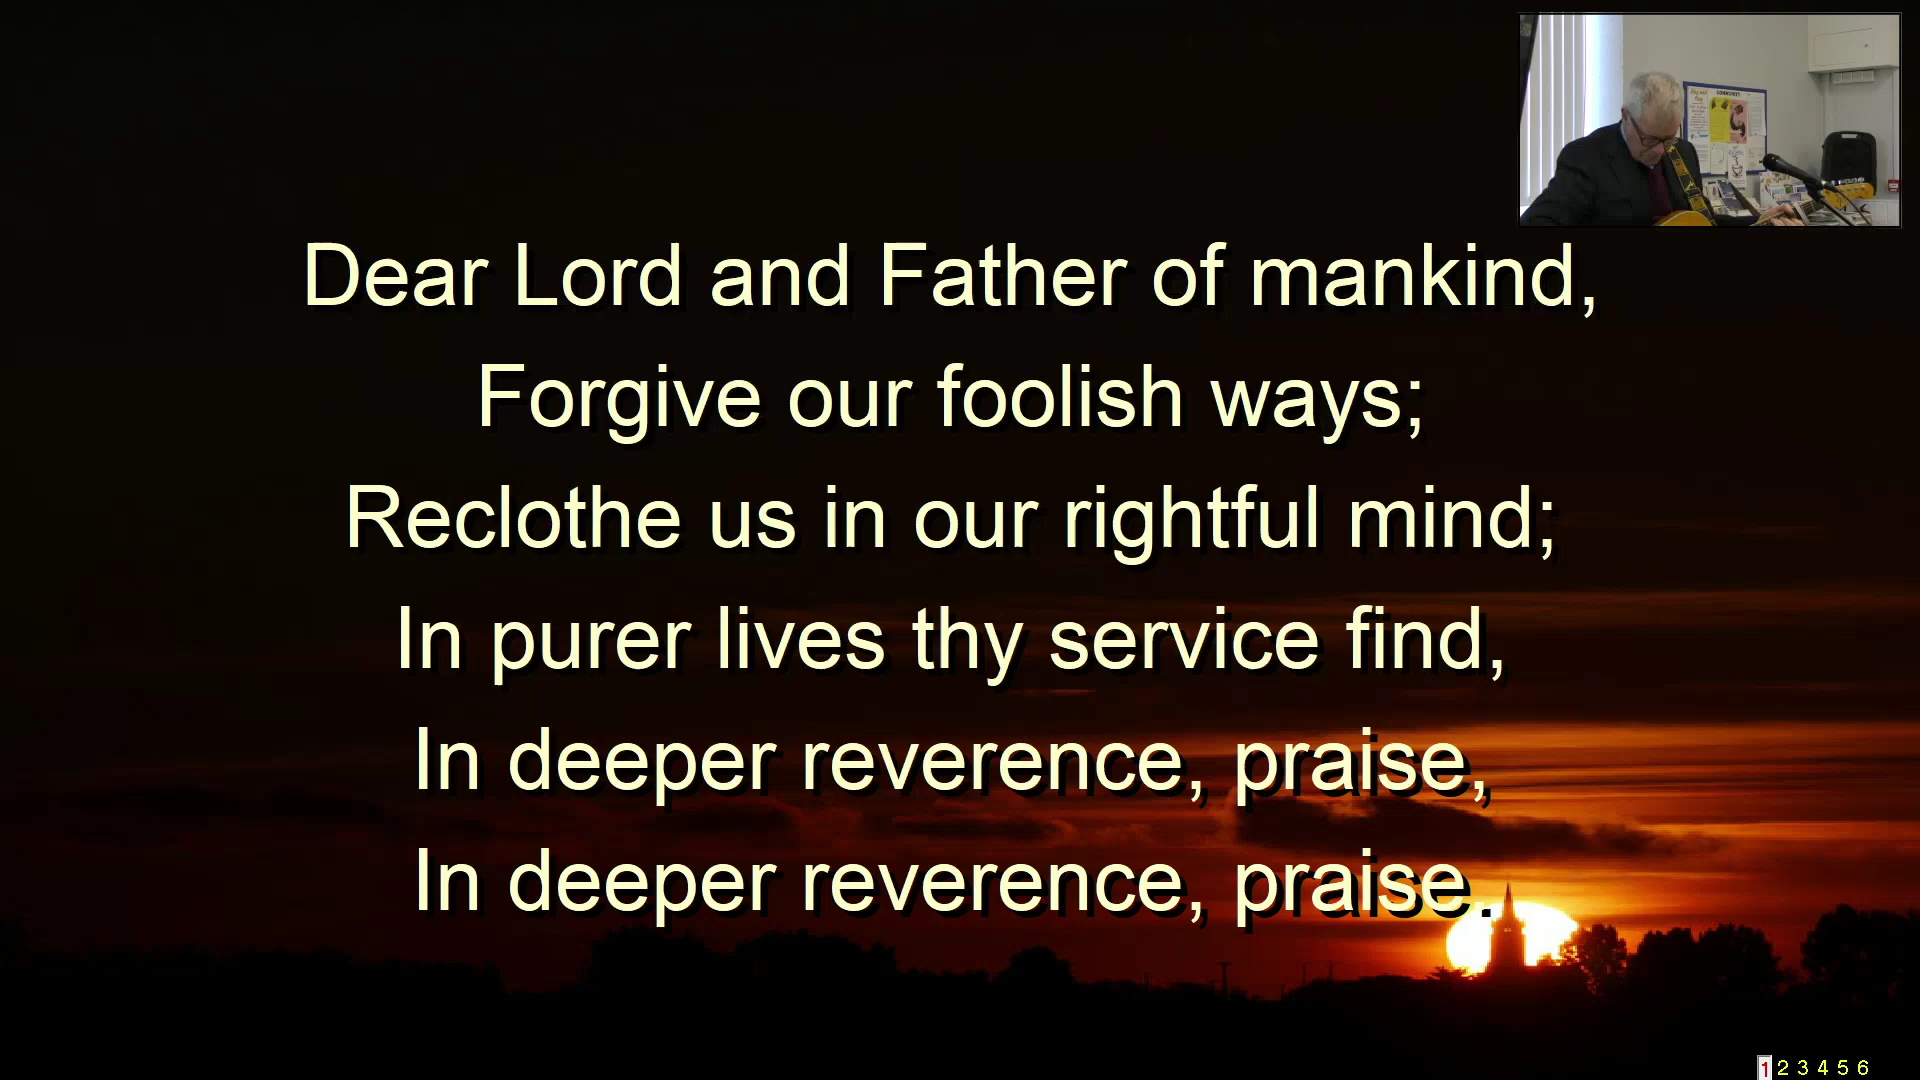 COMMUNITY
Dear Lord and Father of mankind,
Forgive our foolish ways;
Reclothe us in our rightful mind;
In purer lives thy service find,
In deeper reverence, praise,
In deeper reverence, praise.
1 2 3 4 5 6